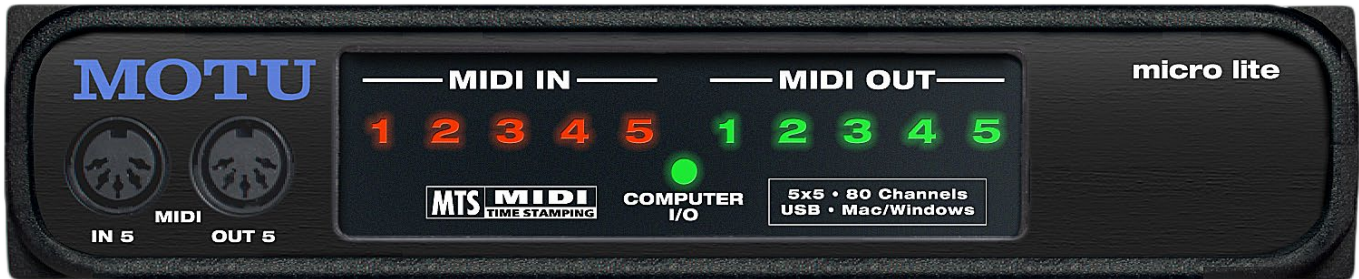 MOTU
MIDI
IN 5
OUT 5
MIDI IN
1 2 3 4 5
MIDI OUT
1 2 3 4 5
MTS MIDI
TIME STAMPING
COMPUTER
I/O
5x5 • 80 Channels
USB • Mac/Windows
micro lite